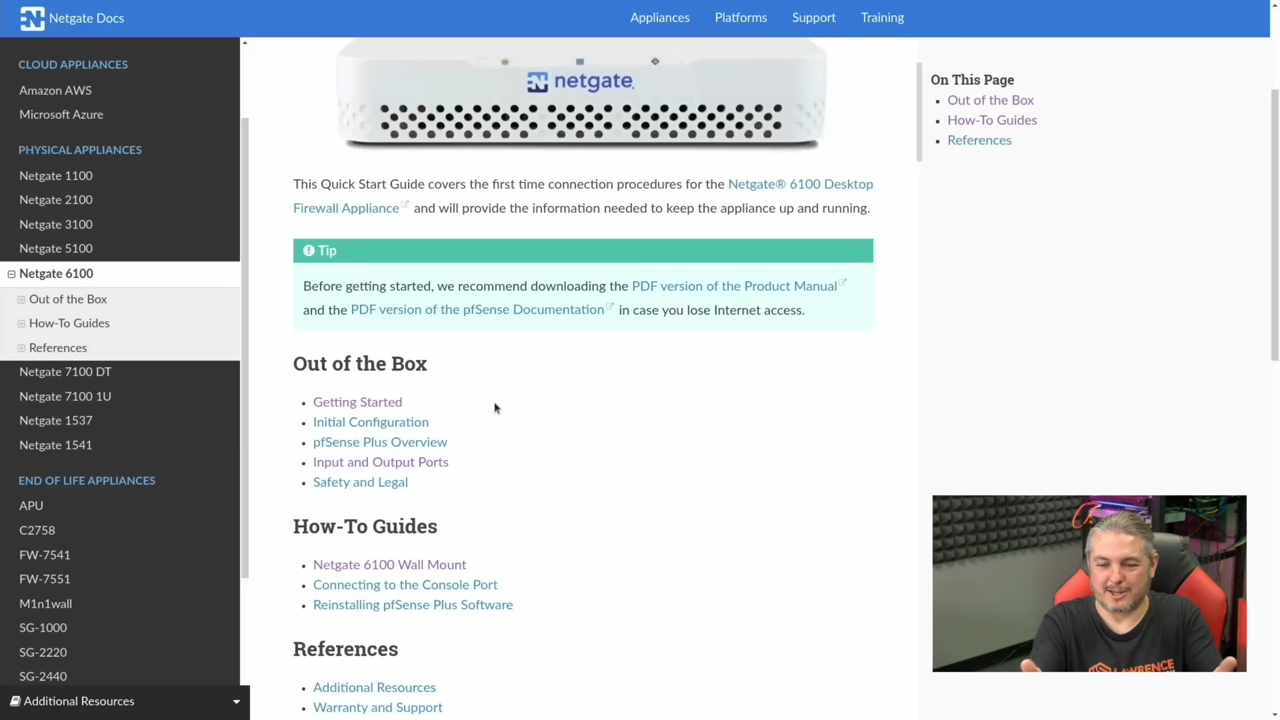 Netgate Docs
Appliances
Platforms
Support
Training
CLOUD APPLIANCES
Amazon AWS
Microsoft Azure
PHYSICAL APPLIANCES
Netgate 1100
Netgate 2100
Netgate 3100
Netgate 5100
Netgate 6100
Out of the Box
How-To Guides
References
Netgate 7100 DT
Netgate 7100 1U
Netgate 1537
Netgate 1541
END OF LIFE APPLIANCES
APU
C2758
FW-7541
FW-7551
M1n1wall
SG-1000
SG-2220
SG-2440
Additional Resources
netgate
This Quick Start Guide covers the first time connection procedures for the Netgate® 6100 Desktop
Firewall Appliance and will provide the information needed to keep the appliance up and running.
Tip
Before getting started, we recommend downloading the PDF version of the Product Manual
and the PDF version of the pfSense Documentation in case you lose Internet access.
Out of the Box
Getting Started
Initial Configuration
pfSense Plus Overview
Input and Output Ports
Safety and Legal
How-To Guides
Netgate 6100 Wall Mount
Connecting to the Console Port
Reinstalling pfSense Plus Software
References
Additional Resources
Warranty and Support
On This Page
Out of the Box
How-To Guides
References
LAWRENCE